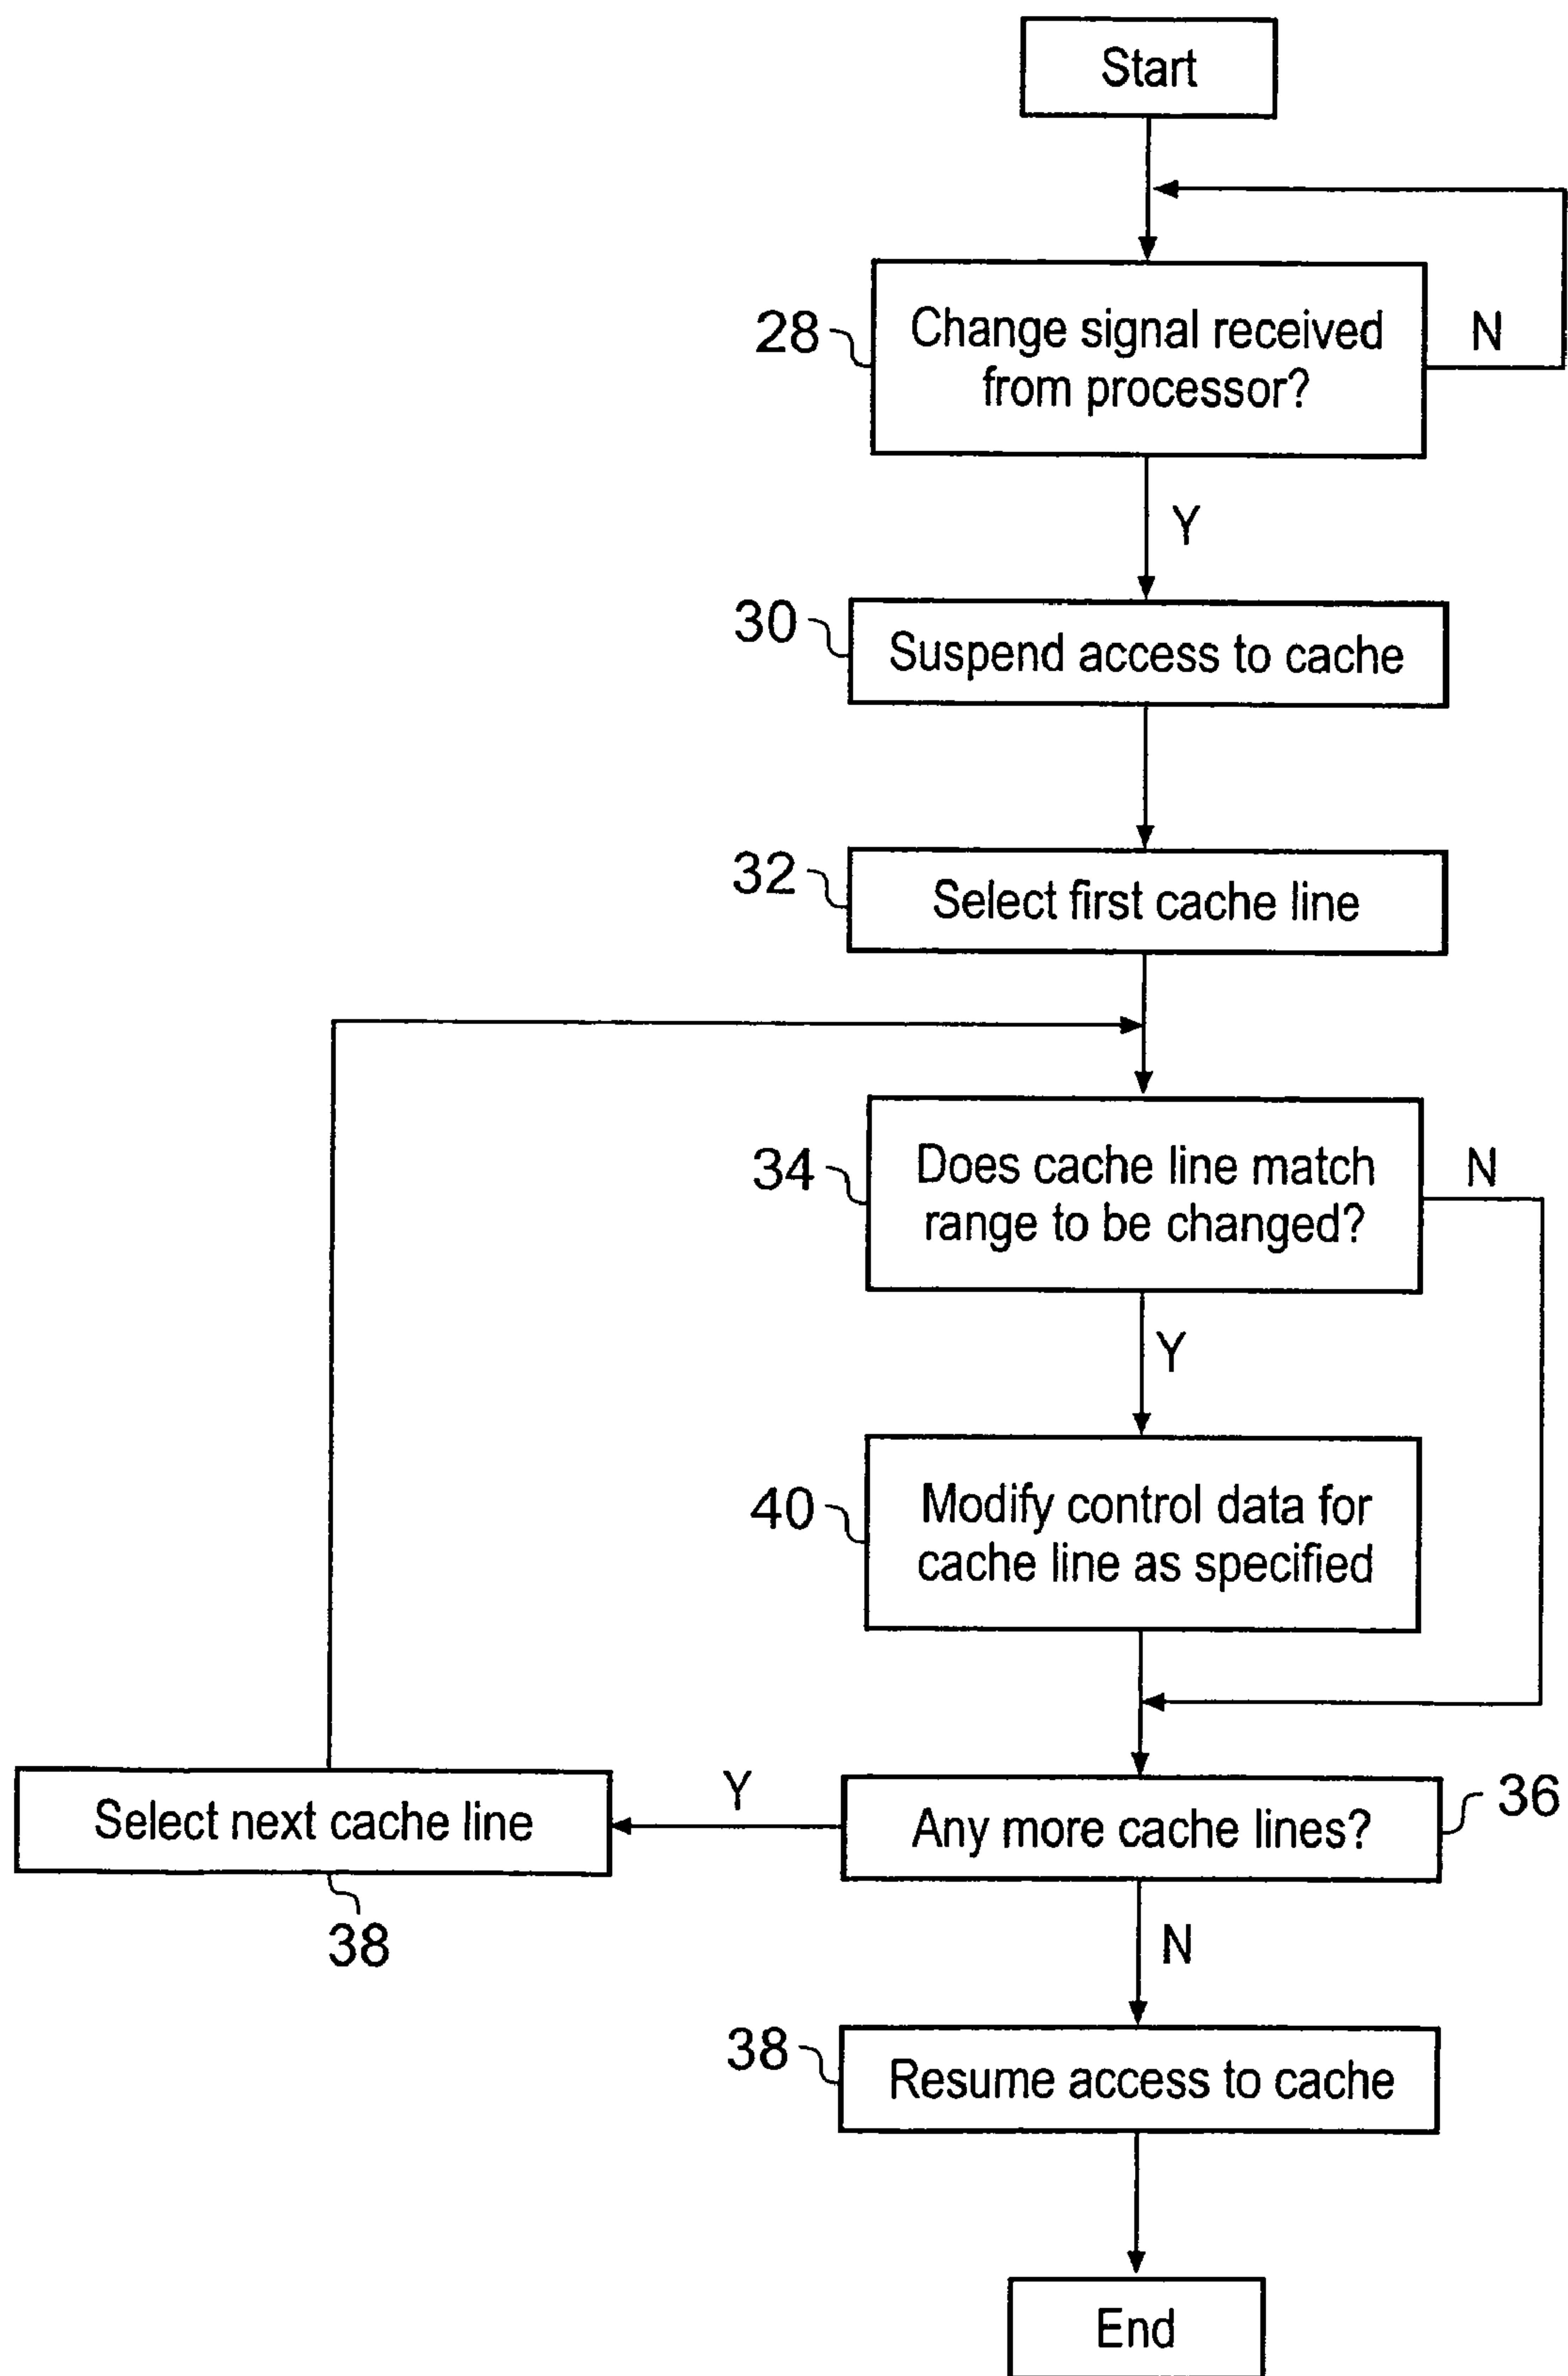 Start
28
Change signal received
from processor?
N
Y
30
Suspend access to cache
32
Select first cache line
34
Does cache line match
range to be changed?
N
Y
40
Modify control data for
cache line as specified
Select next cache line
38
Y
Any more cache lines?
36
N
38
Resume access to cache
End